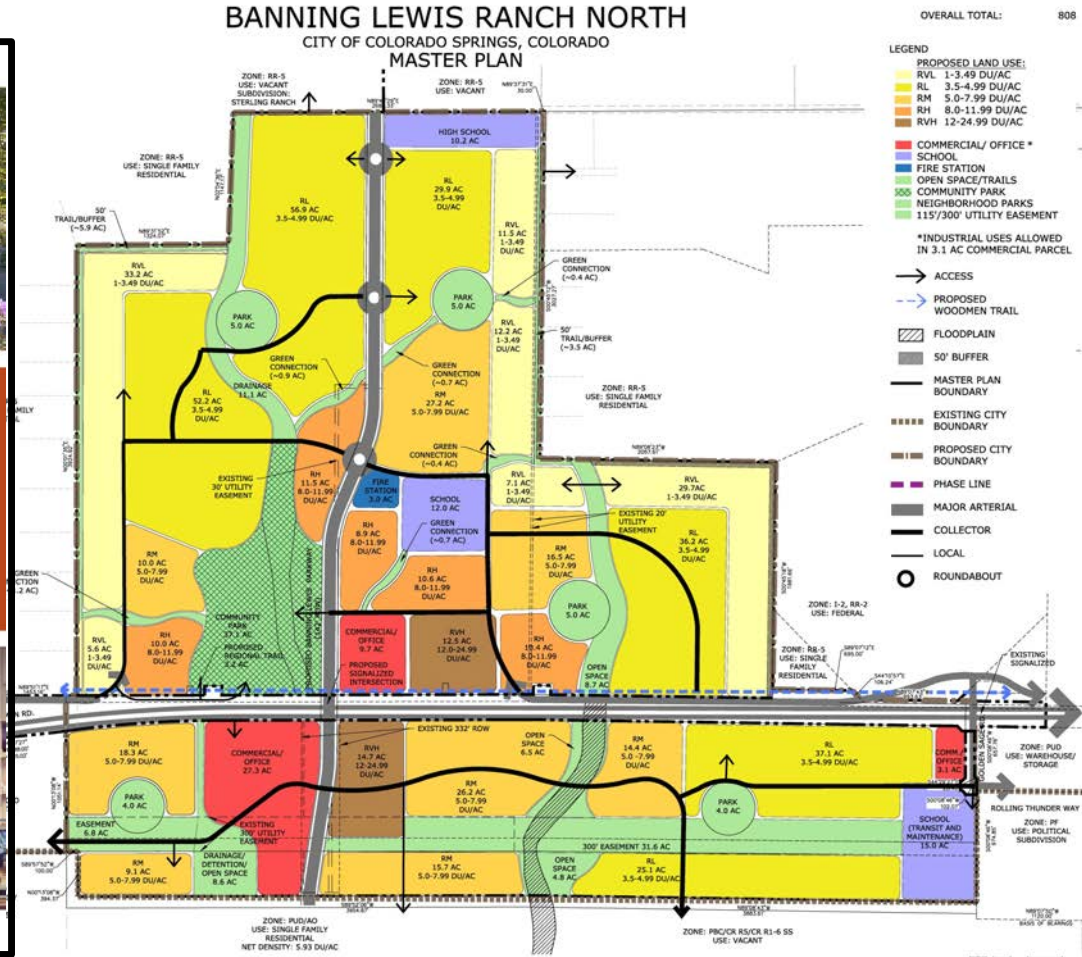 BANNING LEWIS RANCH NORTH
CITY OF COLORADO SPRINGS, COLORADO
MASTER PLAN
OVERALL TOTAL: 808
LEGEND
PROPOSED LAND USE:
RVL 1-3.49 DU/AC
RL 3.5-4.99 DU/AC
RM 5.0-7.99 DU/AC
RH 8.0-11.99 DU/AC
RVH 12-24.99 DU/AC
COMMERCIAL/ OFFICE *
SCHOOL
FIRE STATION
OPEN SPACE/TRAILS
COMMUNITY PARK
NEIGHBORHOOD PARKS
115'/300' UTILITY EASEMENT
*INDUSTRIAL USES ALLOWED
IN 3.1 AC COMMERCIAL PARCEL
ACCESS
PROPOSED
WOODMEN TRAIL
FLOODPLAIN
50' BUFFER
MASTER PLAN
BOUNDARY
EXISTING CITY
BOUNDARY
PROPOSED CITY
BOUNDARY
PHASE LINE
MAJOR ARTERIAL
COLLECTOR
LOCAL
ROUNDABOUT
ZONE: RR-5
USE: VACANT
SUBDIVISION:
STERLING RANCH
ZONE: RR-5
USE: VACANT
HIGH SCHOOL
10.2 AC
ZONE: RR-5
USE: SINGLE FAMILY
RESIDENTIAL
RL
56.9 AC
3.5-4.99 DU/AC
RL
29.9 AC
3.5-4.99 DU/AC
50'
TRAIL/BUFFER
(~5.9 AC)
RVL
11.5 AC
1-3.49
DU/AC
RVL
33.2 AC
1-3.49 DU/AC
GREEN
CONNECTION
(~0.4 AC)
PARK
5.0 AC
PARK
5.0 AC
RVL
12.2 AC
1-3.49
DU/AC
50'
TRAIL/BUFFER
(~3.5 AC)
GREEN
CONNECTION
(~0.9 AC)
GREEN
CONNECTION
(~0.7 AC)
RL
52.2 AC
3.5-4.99
DU/AC
DRAINAGE
11.1 AC
RM
27.2 AC
5.0-7.99 DU/AC
ZONE: RR-5
USE: SINGLE FAMILY
RESIDENTIAL
GREEN
CONNECTION
(~0.4 AC)
EXISTING
30' UTILITY
EASEMENT
RH
11.5 AC
8.0-11.99
DU/AC
FIRE
STATION
3.0 AC
SCHOOL
12.0 AC
RVL
7.1 AC
1-3.49
DU/AC
RVL
29.7AC
1-3.49 DU/AC
RH
8.9 AC
8.0-11.99
DU/AC
GREEN
CONNECTION
(~0.7 AC)
EXISTING 20'
UTILITY
EASEMENT
RL
36.2 AC
3.5-4.99
DU/AC
RM
10.0 AC
5.0-7.99
DU/AC
RM
16.5 AC
5.0-7.99
DU/AC
RH
10.6 AC
8.0-11.99
DU/AC
GREEN
PARK
5.0 AC
COMMUNITY
PARK
37.1 AC
PROPOSED
REGIONAL TRAIL
RVL
5.6 AC
1-3.49
DU/AC
RH
10.0 AC
8.0-11.99
DU/AC
COMMERCIAL/
OFFICE
9.7 AC
PROPOSED
SIGNALIZED
INTERSECTION
RVH
12.5 AC
12.0-24.99
DU/AC
RH
10.4 AC
8.0-11.99
DU/AC
OPEN
SPACE
8.7 AC
ZONE: I-2, RR-2
USE: FEDERAL
ZONE: RR-5
USE: SINGLE
FAMILY
RESIDENTIAL
EXISTING
SIGNALIZED
RM
18.3 AC
5.0-7.99 DU/AC
COMMERCIAL/
OFFICE
27.3 AC
EXISTING 332' ROW
RVH
14.7 AC
12-24.99
DU/AC
OPEN
SPACE
6.5 AC
RM
14.4 AC
5.0 -7.99
DU/AC
RL
37.1 AC
3.5-4.99 DU/AC
COMM./
OFFICE
3.1 AC
ZONE: PUD
USE: WAREHOUSE/
STORAGE
RM
26.2 AC
5.0-7.99
DU/AC
PARK
4.0 AC
PARK
4.0 AC
ROLLING THUNDER WAY
ZONE: PF
USE: POLITICAL
SUBDIVISION
EASEMENT
6.8 AC
EXISTING
300' UTILITY
EASEMENT
SCHOOL
(TRANSIT AND
MAINTENANCE)
15.0 AC
300' EASEMENT 31.6 AC
RM
9.1 AC
5.0-7.99 DU/AC
DRAINAGE/
DETENTION/
OPEN SPACE
8.6 AC
RM
15.7 AC
5.0-7.99 DU/AC
OPEN
SPACE
4.8 AC
RL
25.1 AC
3.5-4.99 DU/AC
ZONE: PUD/AO
USE: SINGLE FAMILY
RESIDENTIAL
NET DENSITY: 5.93 DU/AC
ZONE: PBC/CR RS/CR R1-6 SS
USE: VACANT
BASIS OF BEARINGS